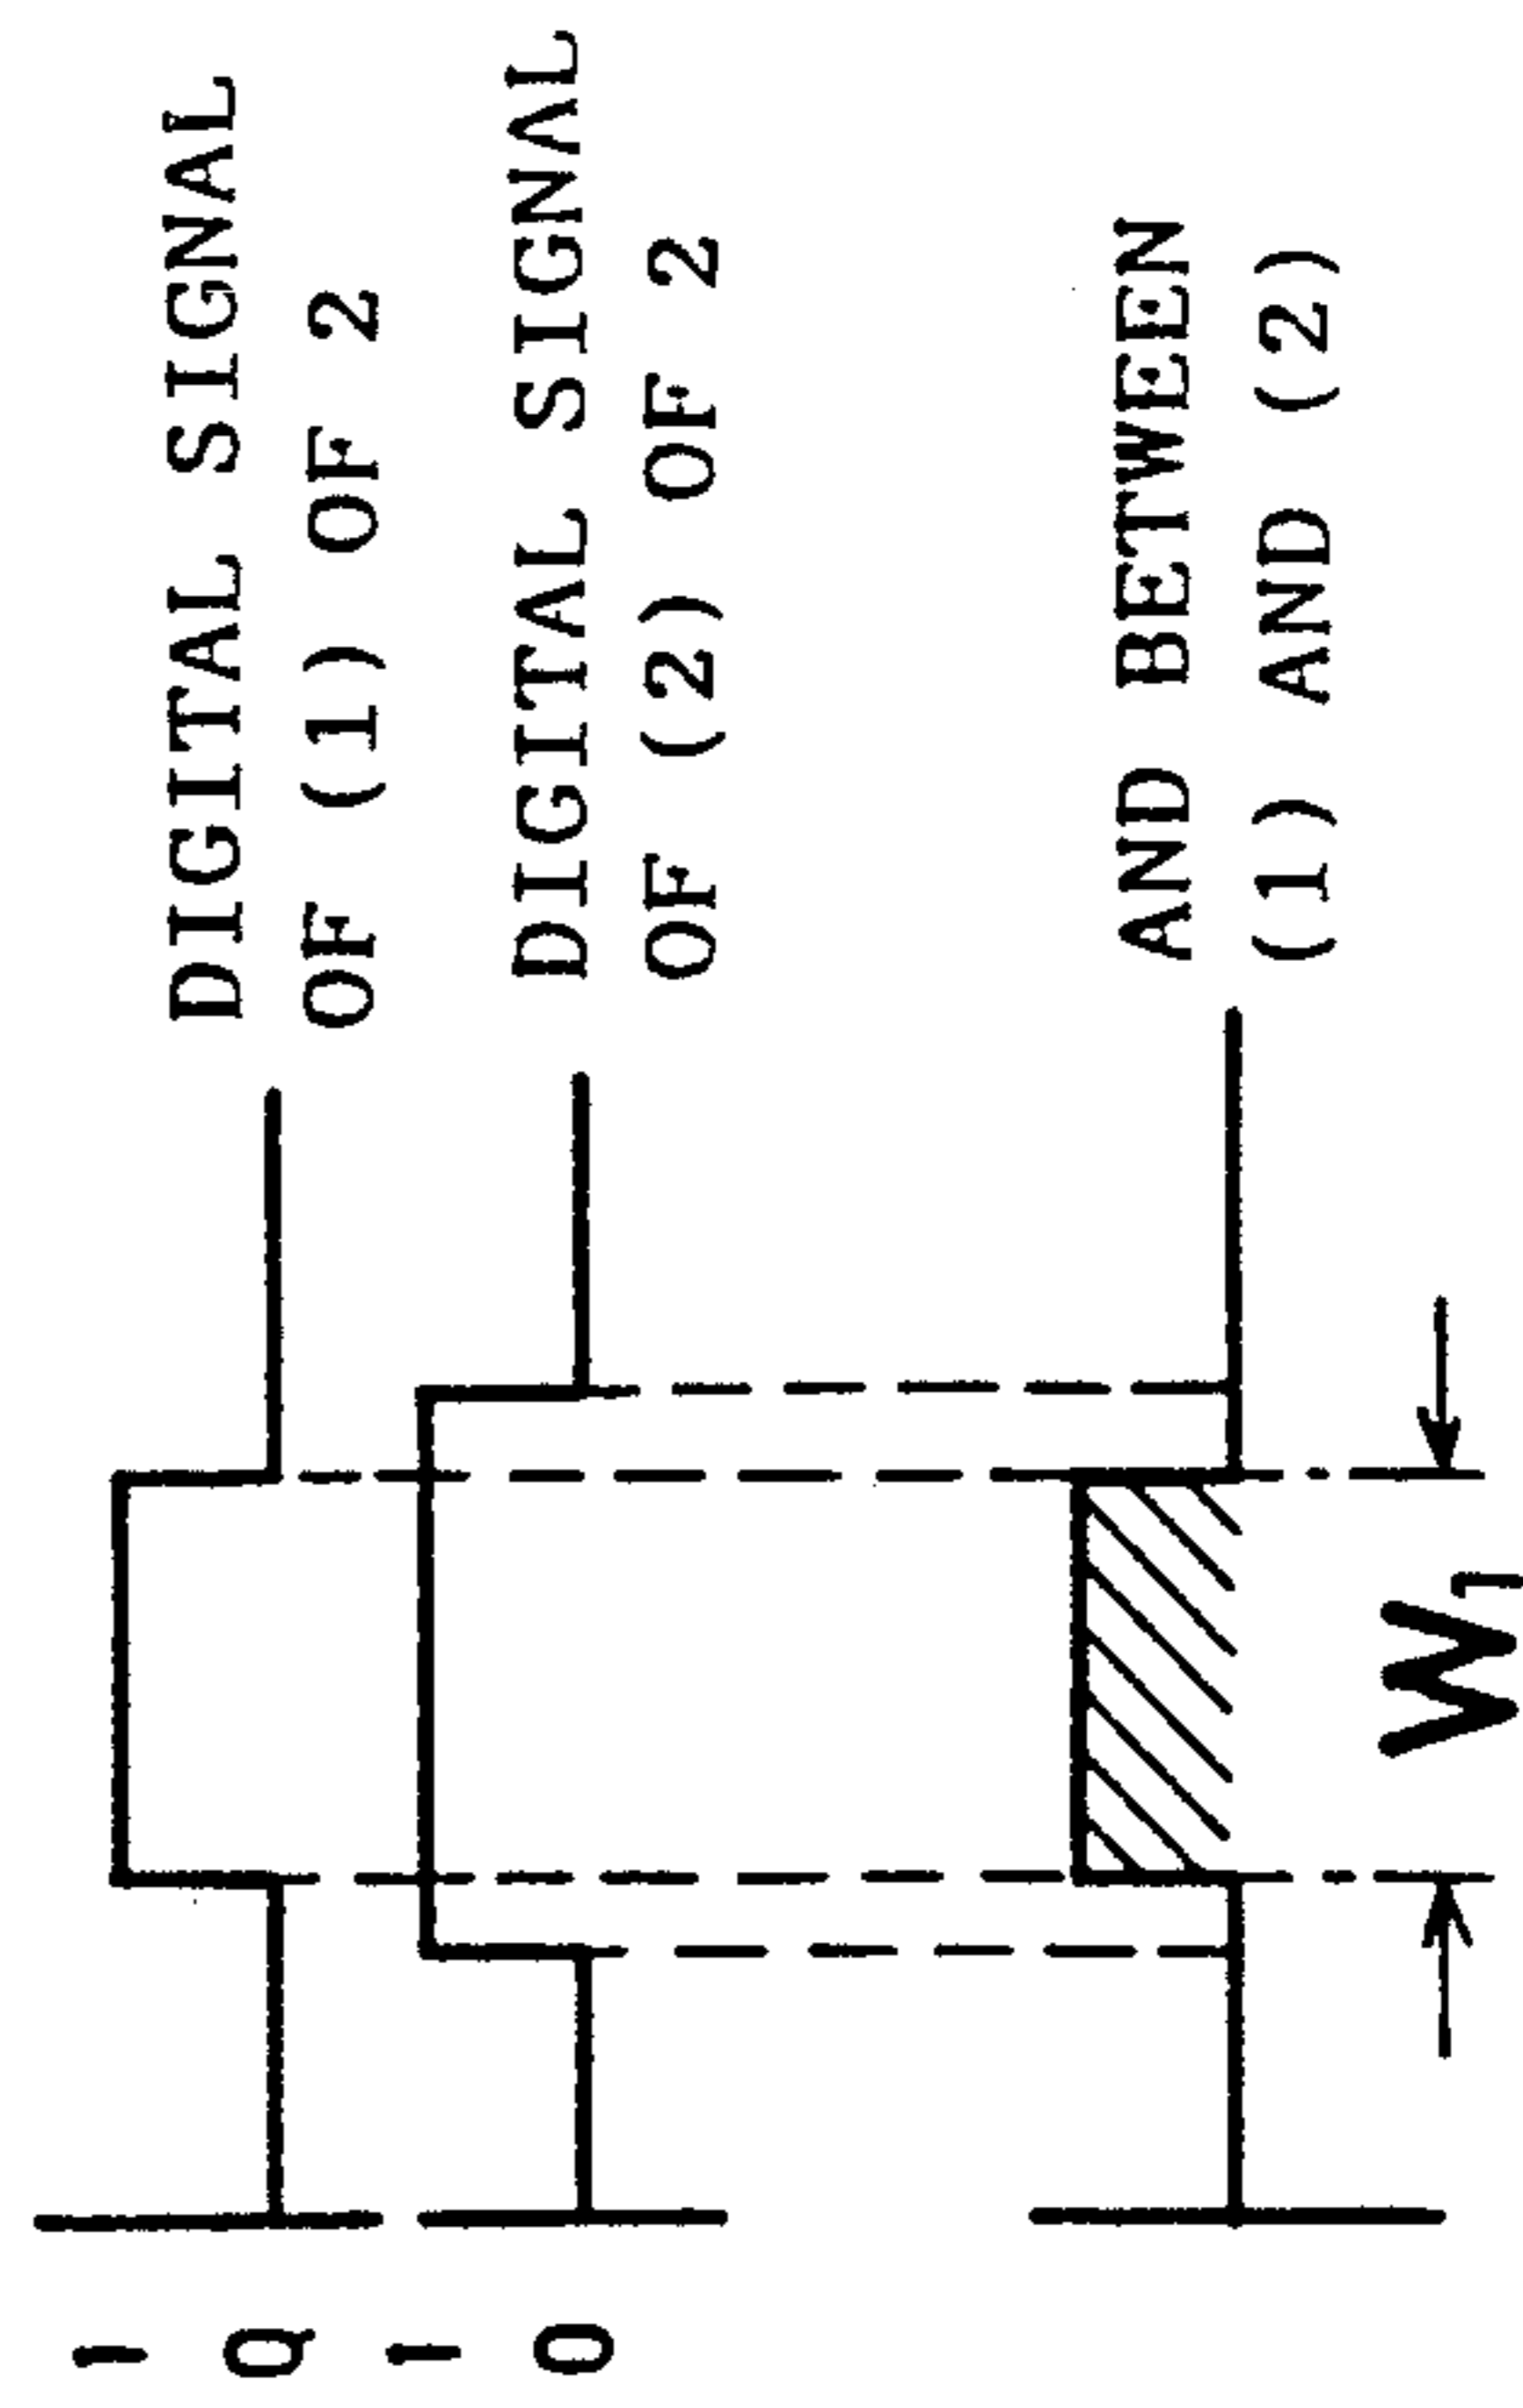 1
0
DIGITAL SIGNAL
OF (1) OF 2
1
0
DIGITAL SIGNAL
OF (2) OF 2
AND BETWEEN
(1) AND (2)
W1